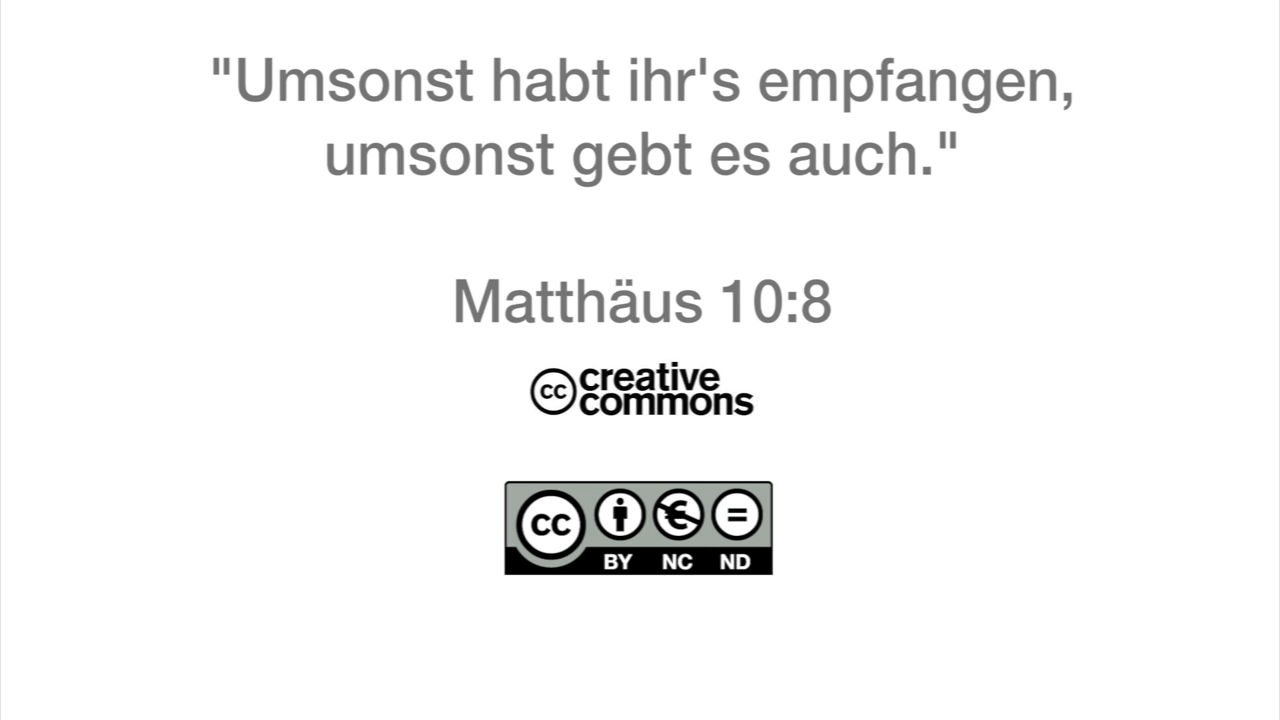 "Umsonst habt ihr's empfangen,
umsonst gebt es auch."
Matthäus 10:8
cc creative
commons
cc
BY NC ND